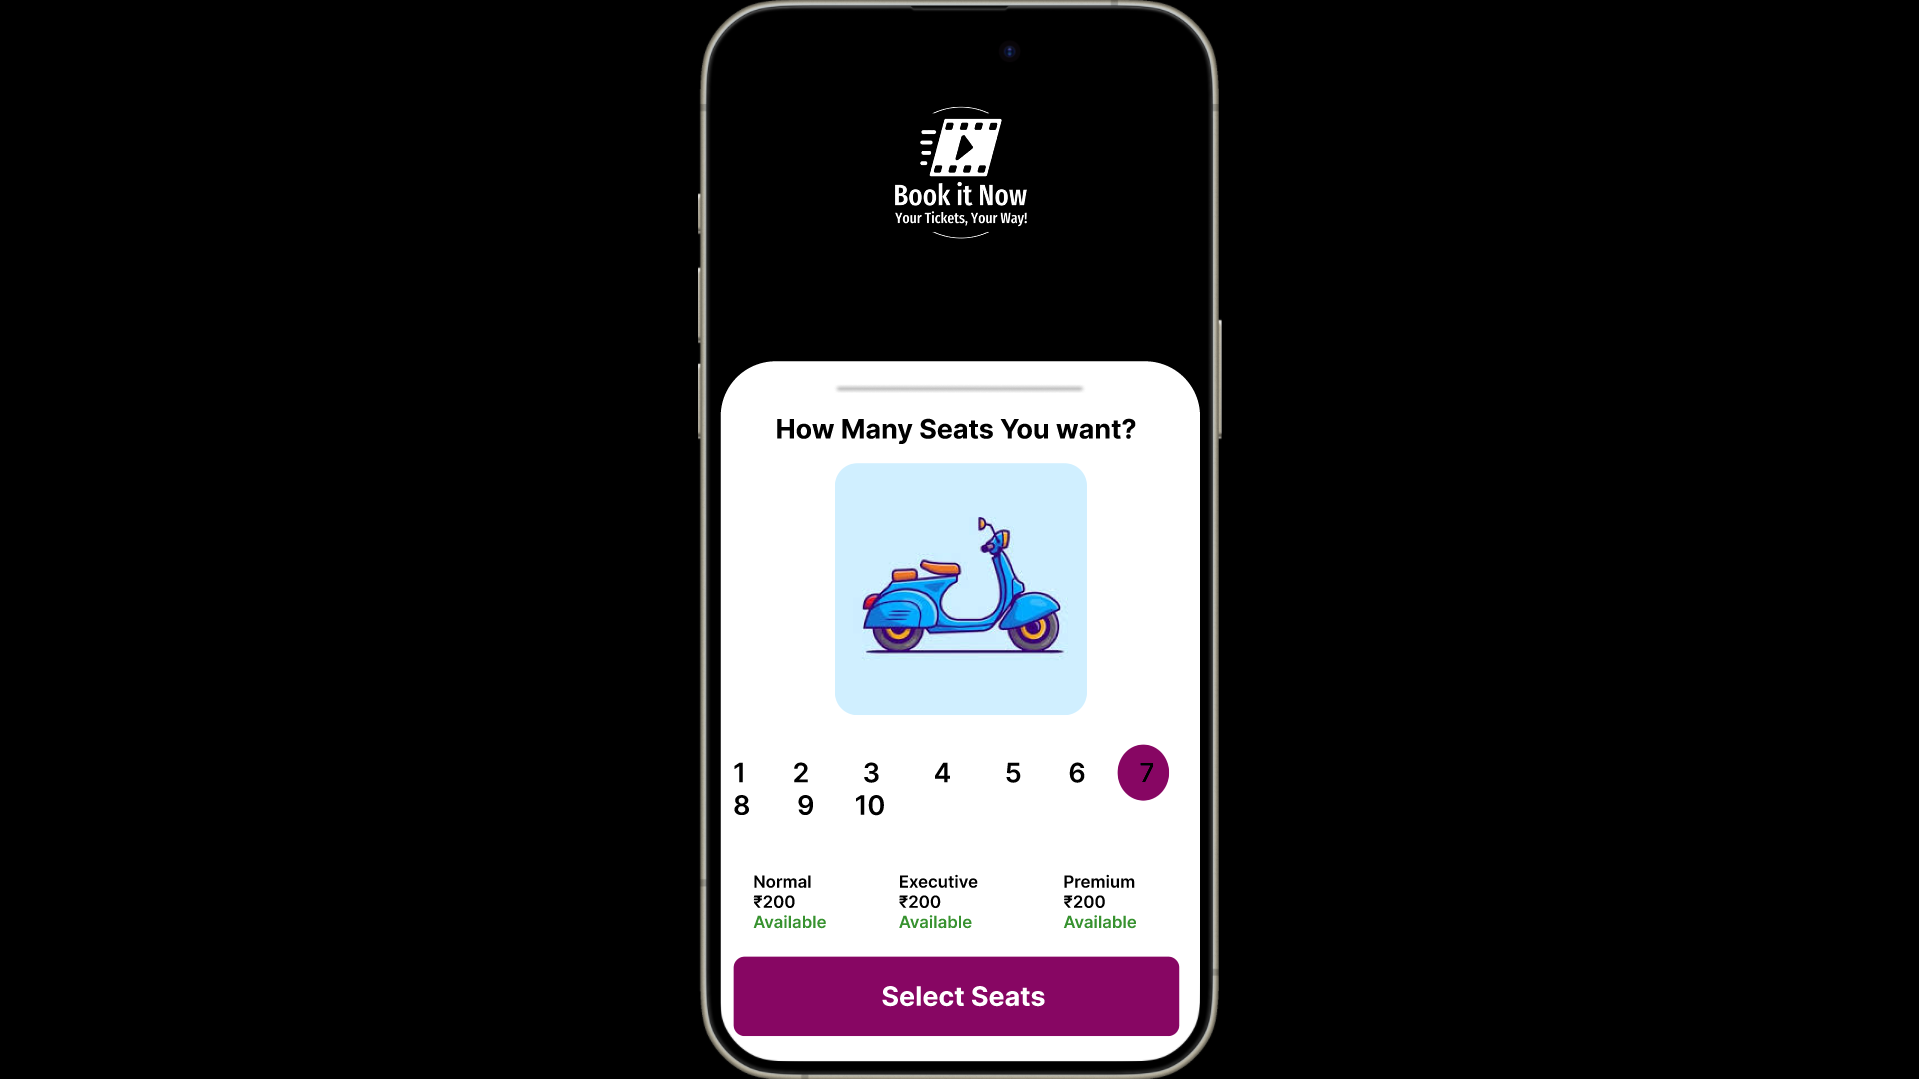 Book it Now
Your Tickets, Your Way!
How Many Seats You want?
1 2 3 4 5 6 7
8 9 10
Normal Executive Premium
₹200 ₹200 ₹200
Available Available Available
Select Seats